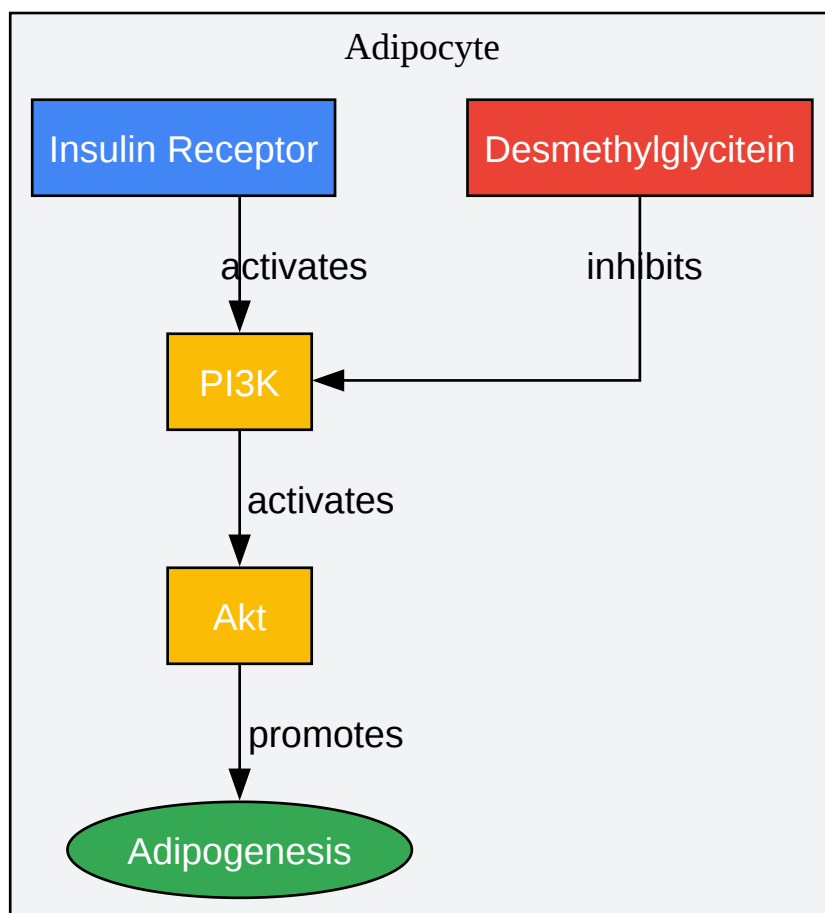 Adipocyte
Insulin Receptor
Desmethylglycitein
activates
inhibits
PI3K
activates
Akt
promotes
Adipogenesis